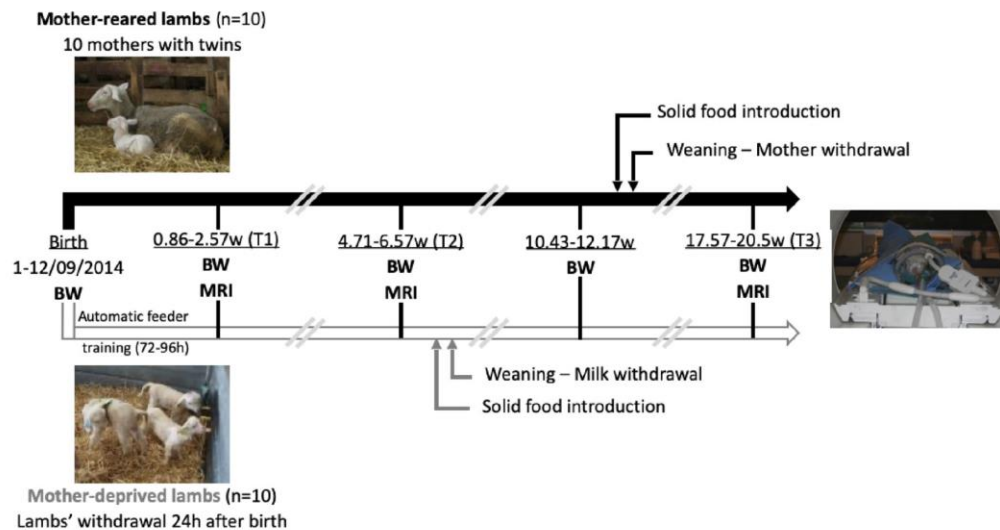 Mother-reared lambs (n=10)
10 mothers with twins
Solid food introduction
Weaning – Mother withdrawal
Birth
1-12/09/2014
BW
0.86-2.57w (T1)
BW
MRI
4.71-6.57w (T2)
BW
MRI
10.43-12.17w
BW
17.57-20.5w (T3)
BW
MRI
Automatic feeder
training (72-96h)
Weaning – Milk withdrawal
Solid food introduction
Mother-deprived lambs (n=10)
Lambs’ withdrawal 24h after birth